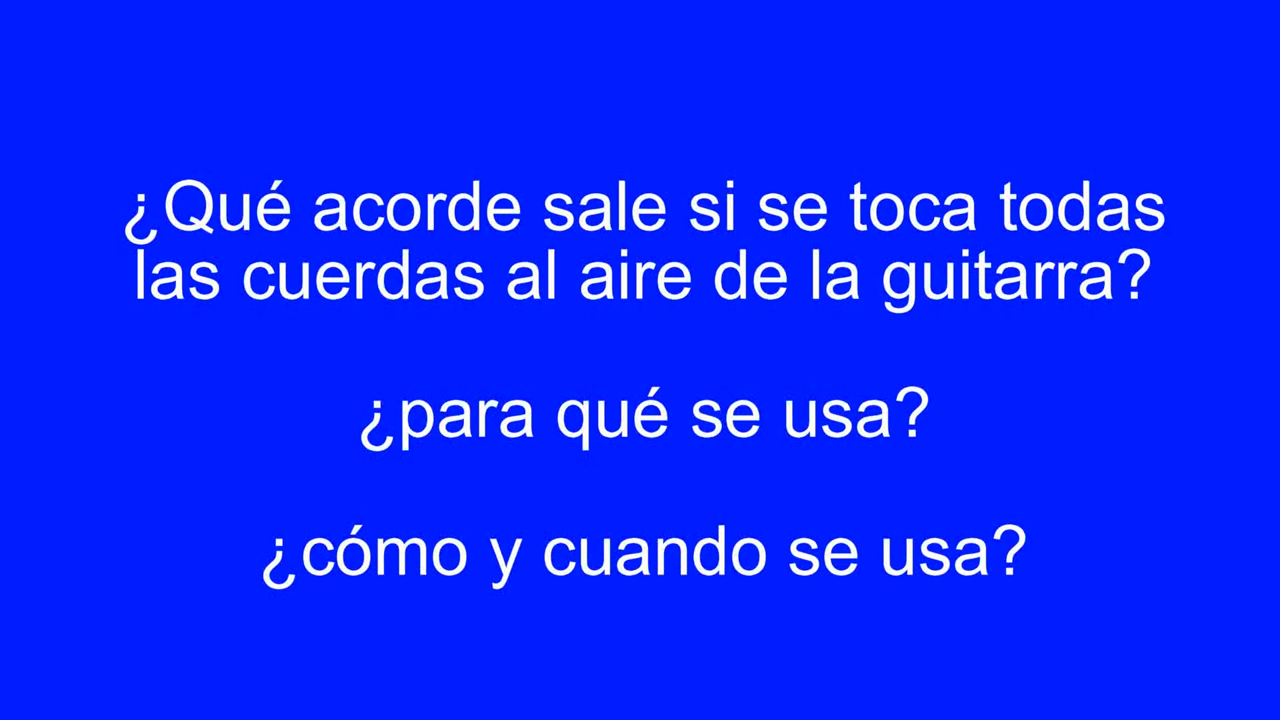 ¿Qué acorde sale si se toca todas
las cuerdas al aire de la guitarra?
¿para qué se usa?
¿cómo y cuando se usa?